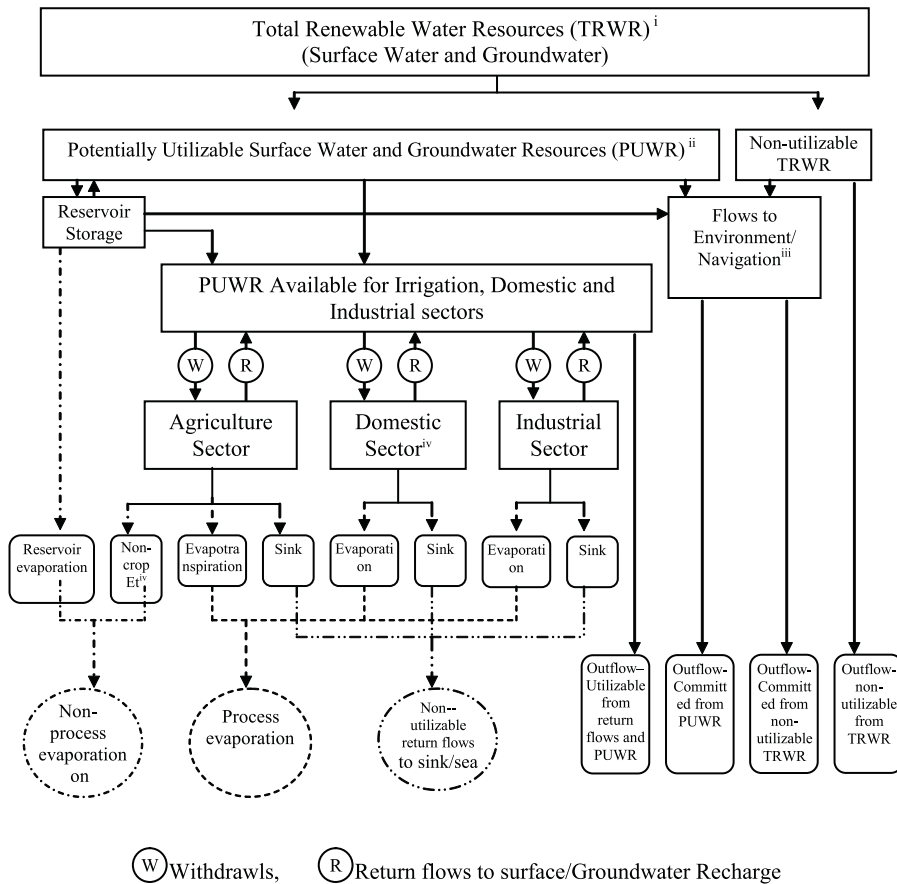 Total Renewable Water Resources (TRWR) i
(Surface Water and Groundwater)
Potentially Utilizable Surface Water and Groundwater Resources (PUWR) ii
Non-utilizable
TRWR
Reservoir
Storage
Flows to
Environment/
Navigation iii
PUWR Available for Irrigation, Domestic and
Industrial sectors
W
R
W
R
W
R
Agriculture
Sector
Domestic
Sector iv
Industrial
Sector
Reservoir
evaporation
Non-
crop
Et iv
Evapotra
nspiration
Sink
Evaporati
on
Sink
Evaporati
on
Sink
Non-
process
evaporation
on
Process
evaporation
Non--
utilizable
return flows
to sink/sea
Outflow–
Utilizable
from
return
flows and
PUWR
Outflow-
Committ
ed from
PUWR
Outflow-
Committ
ed from
non-
utilizable
TRWR
Outflow-
non-
utilizable
from
TRWR
W Withdrawls, R Return flows to surface/Groundwater Recharge